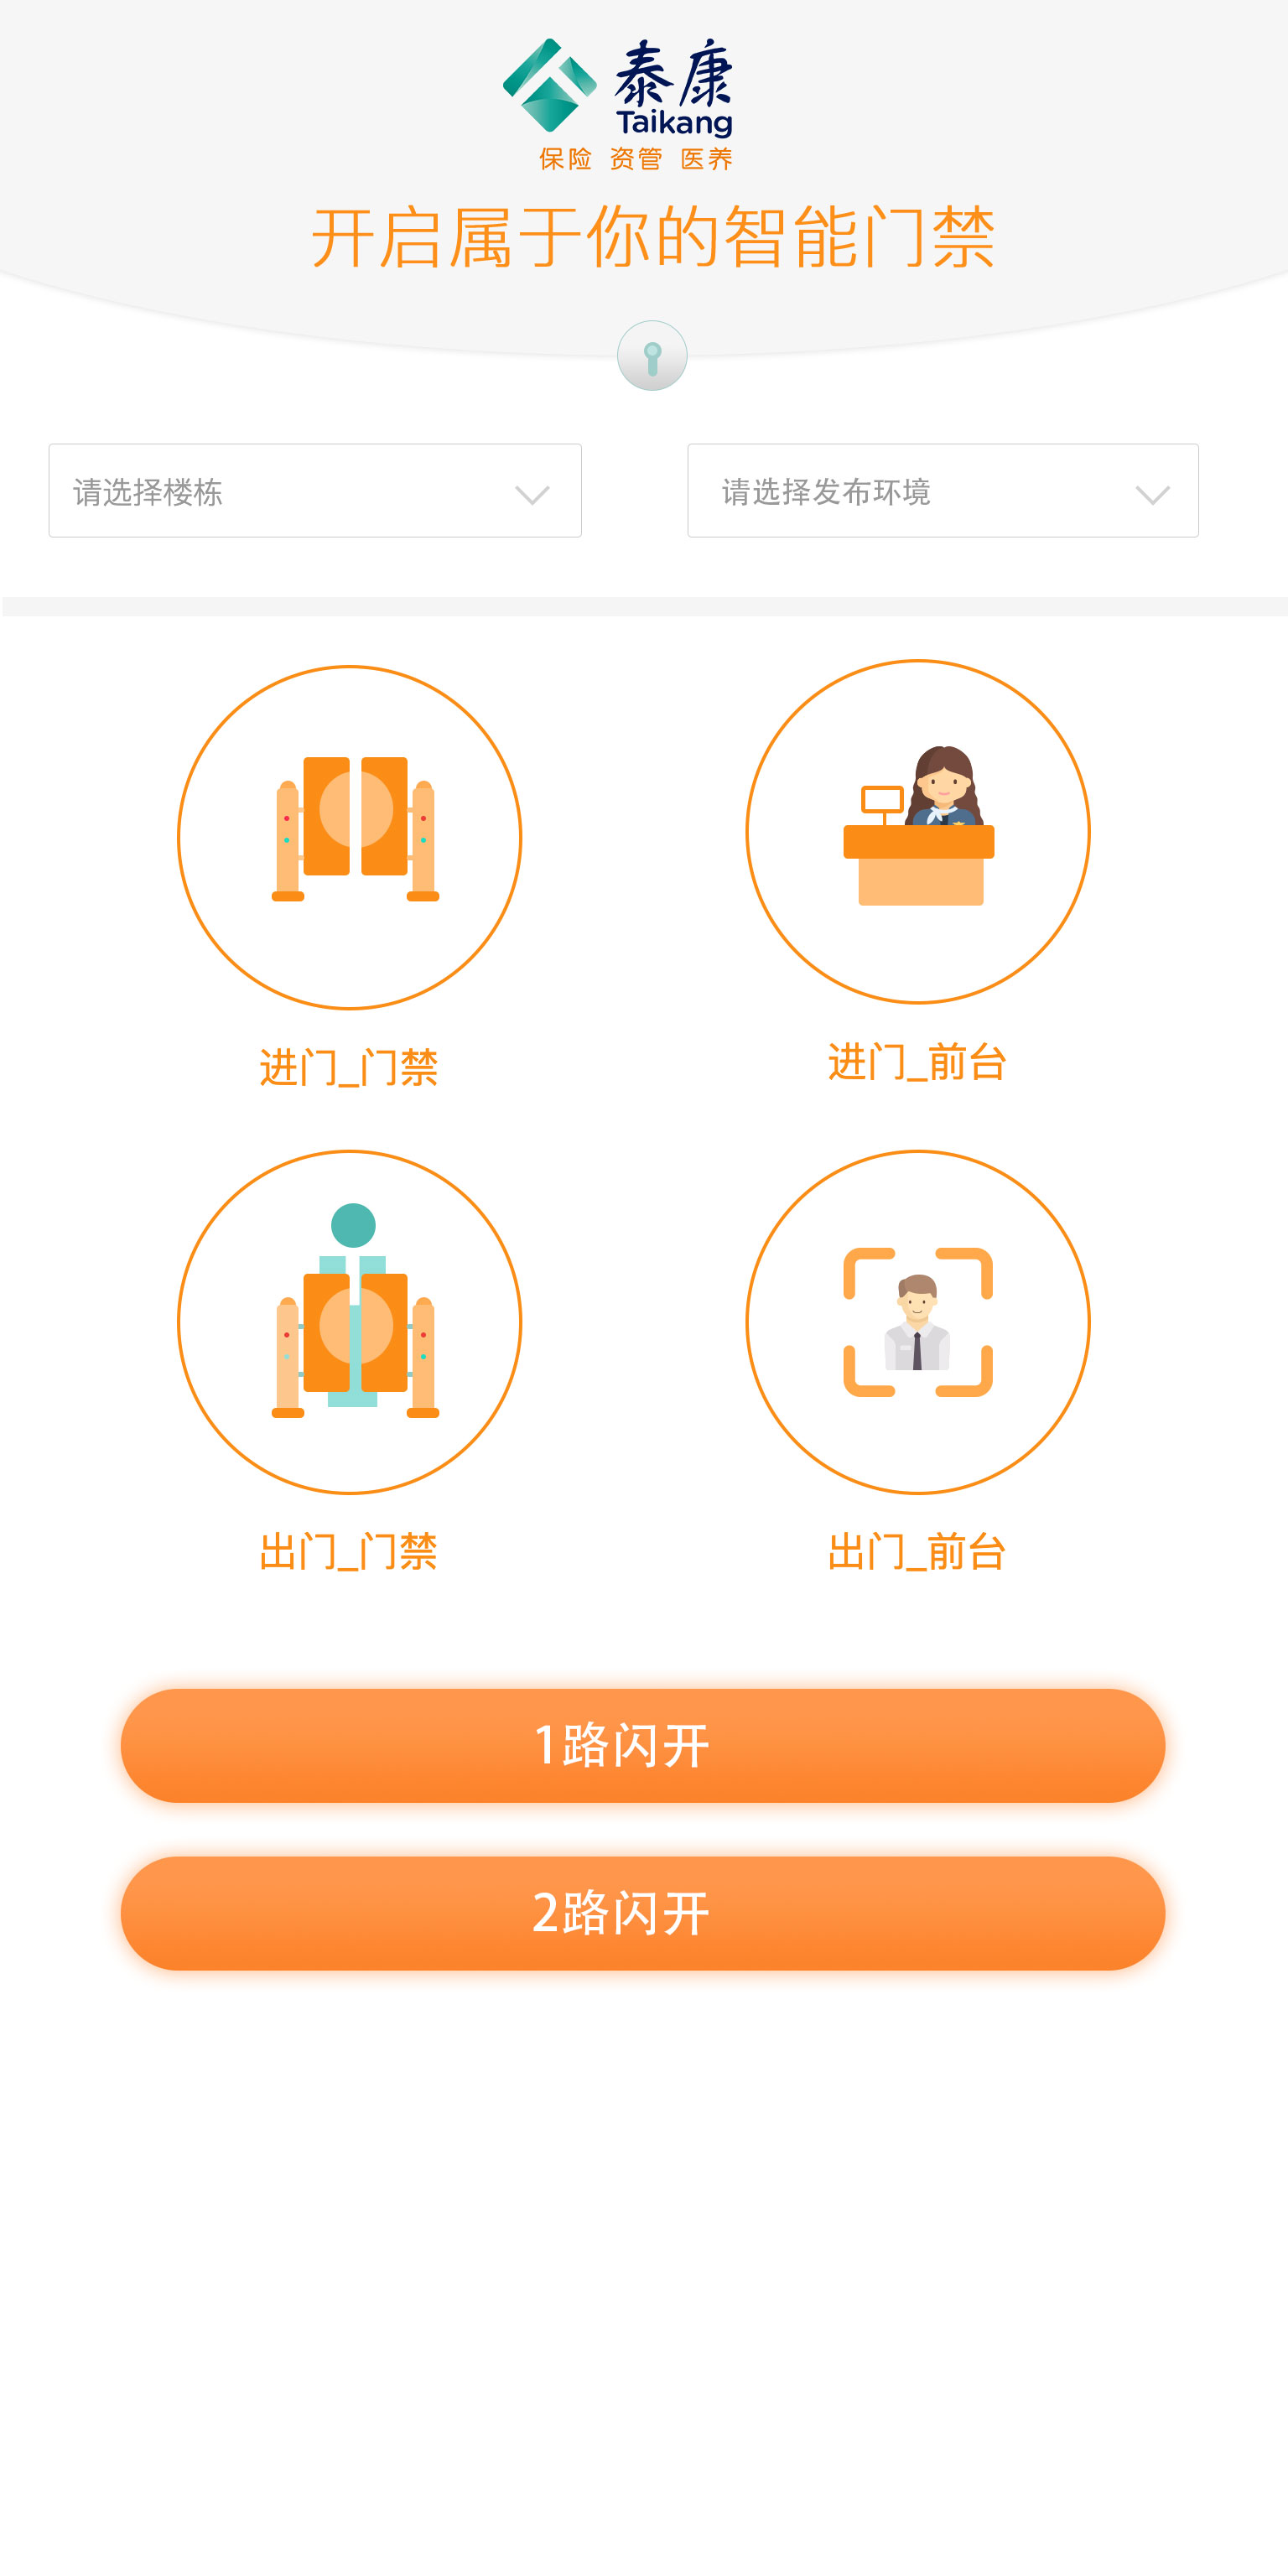 泰康
Taikang
保险 资管 医养
开启属于你的智能门禁
请选择楼栋
请选择发布环境
进门_门禁
进门_前台
出门_门禁
出门_前台
1路闪开
2路闪开